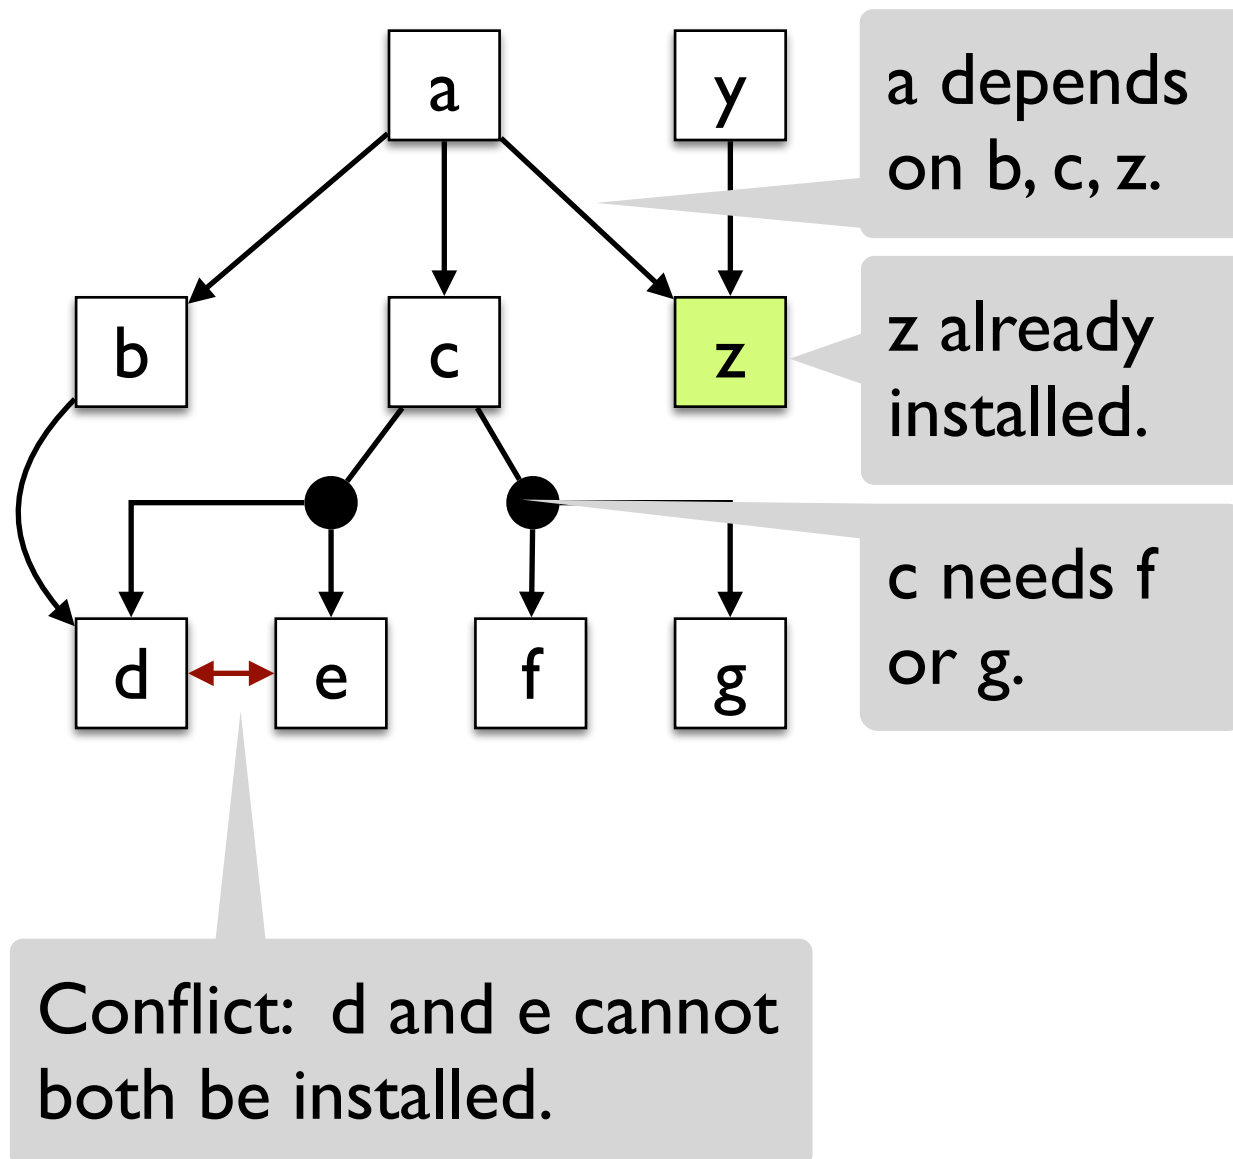 a
y
a depends
on b, c, z.
b
c
z
z already
installed.
c needs f
or g.
d
e
f
g
Conflict: d and e cannot
both be installed.